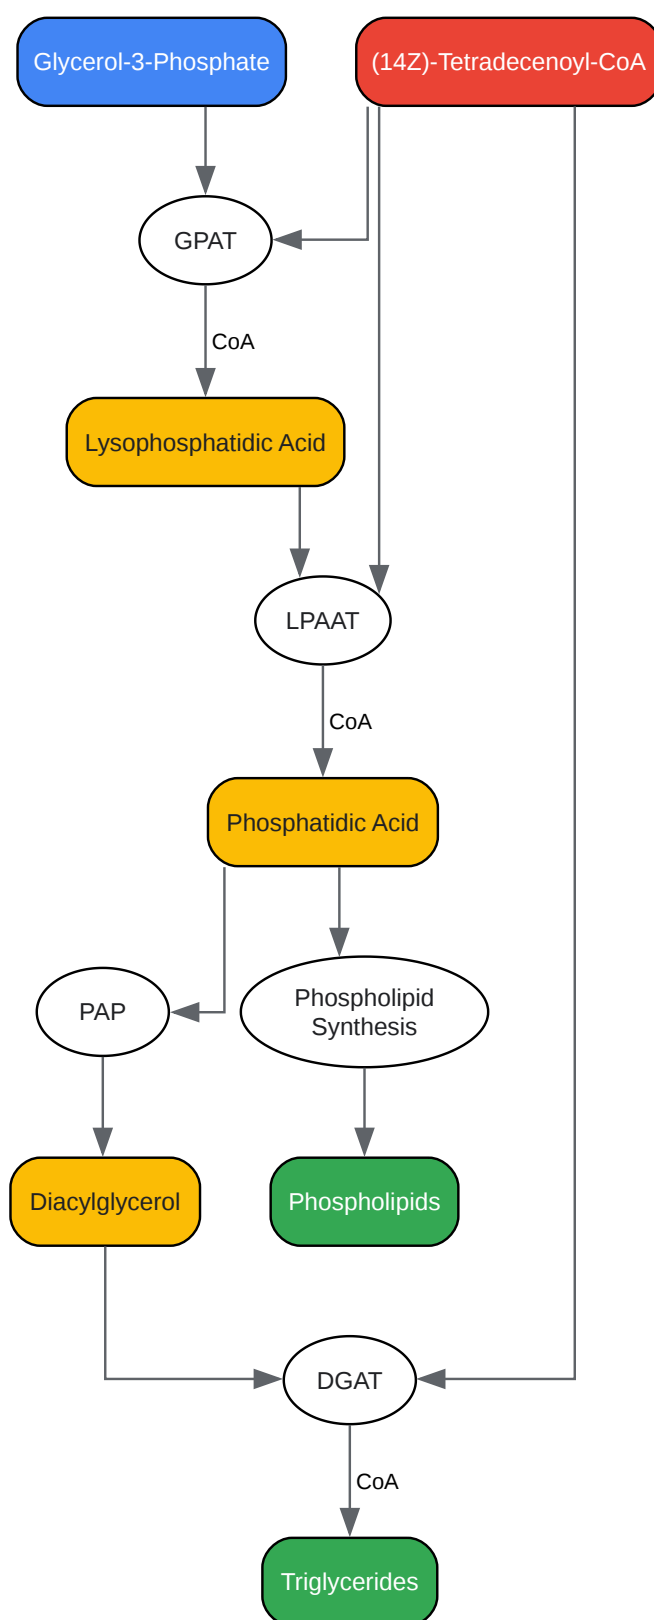 Glycerol-3-Phosphate
(14Z)-Tetradecenoyl-CoA
GPAT
CoA
Lysophosphatidic Acid
LPAAT
CoA
Phosphatidic Acid
PAP
Phospholipid
Synthesis
Diacylglycerol
Phospholipids
DGAT
CoA
Triglycerides